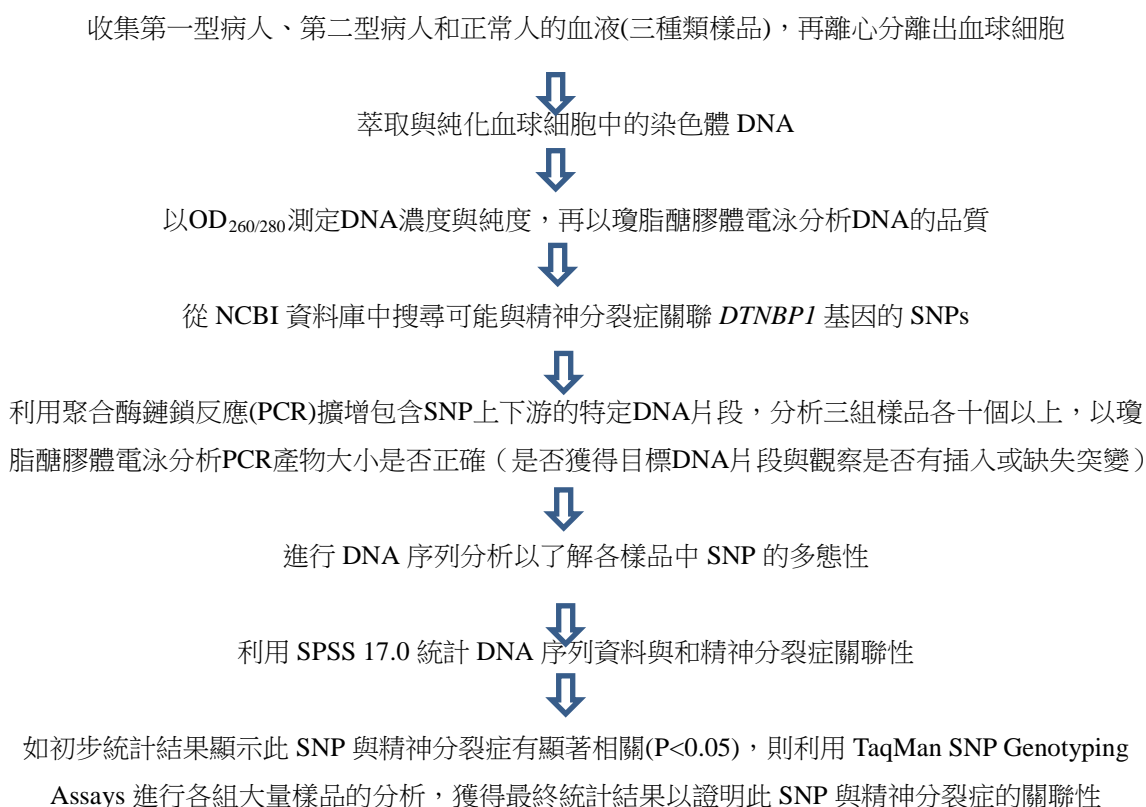 收集第一型病人、第二型病人和正常人的血液(三種類樣品)，再離心分離出血球細胞
萃取與純化血球細胞中的染色體 DNA
以OD260/280測定DNA濃度與純度，再以瓊脂醣膠體電泳分析DNA的品質
從 NCBI 資料庫中搜尋可能與精神分裂症關聯 DTNBP1 基因的 SNPs
利用聚合酶鏈鎖反應(PCR)擴增包含SNP上下游的特定DNA片段，分析三組樣品各十個以上，以瓊
脂醣膠體電泳分析PCR產物大小是否正確（是否獲得目標DNA片段與觀察是否有插入或缺失突變）
進行 DNA 序列分析以了解各樣品中 SNP 的多態性
利用 SPSS 17.0 統計 DNA 序列資料與和精神分裂症關聯性
如初步統計結果顯示此 SNP 與精神分裂症有顯著相關(P<0.05)，則利用 TaqMan SNP Genotyping
Assays 進行各組大量樣品的分析，獲得最終統計結果以證明此 SNP 與精神分裂症的關聯性